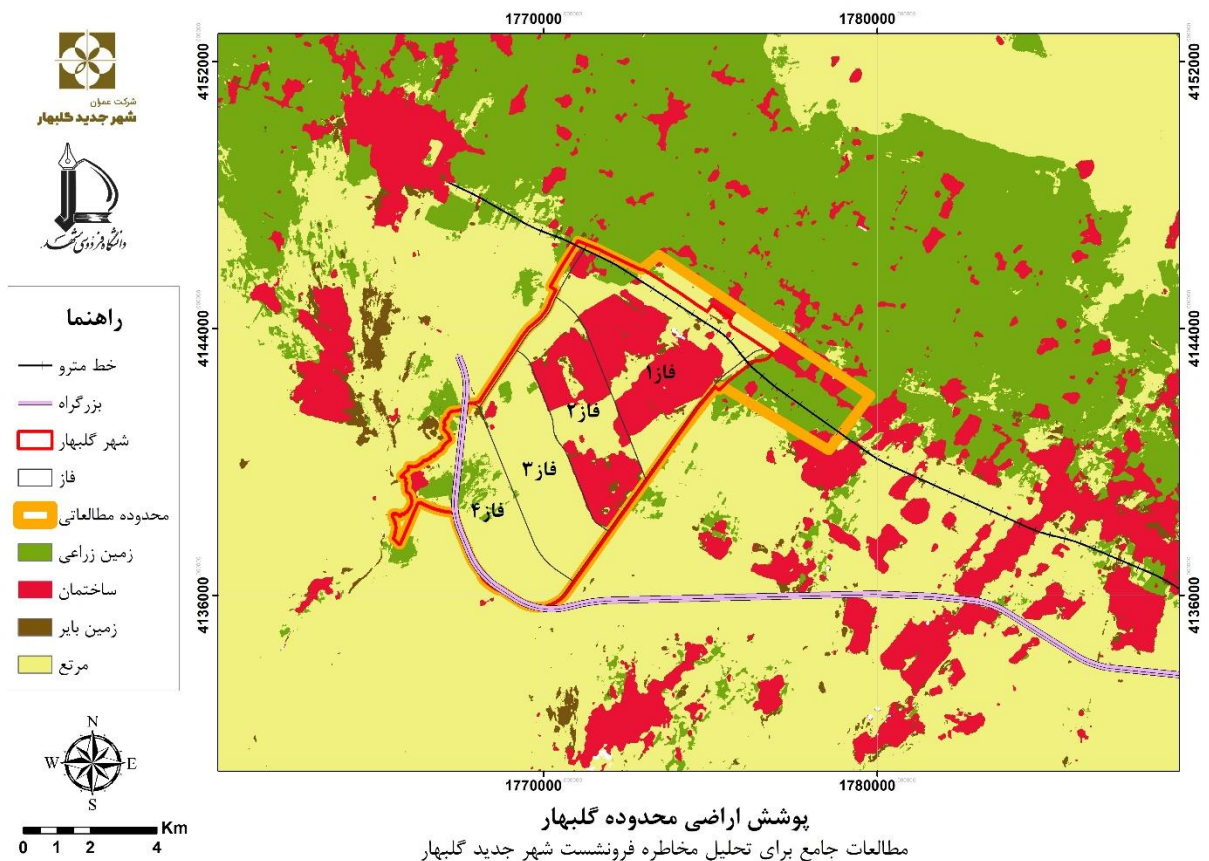 شرکت عمران
شهر جدید گلبهار
دانشگاه فردوسی مشهد
راهنما
خط مترو
بزرگراه
شهر گلبهار
فاز
محدوده مطالعاتی
زمین زراعی
ساختمان
زمین بایر
مرتع
N
W E
S
0 1 2 4 Km
1770000 1780000
4152000 4152000
4144000 4144000
4136000 4136000
فاز۱
فاز۲
فاز۳
فاز۴
1770000 1780000
پوشش اراضی محدوده گلبهار
مطالعات جامع برای تحلیل مخاطره فرونشست شهر جدید گلبهار